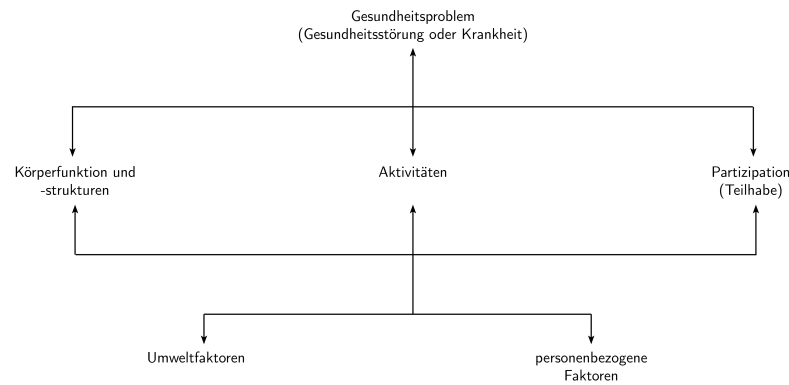 Gesundheitsproblem
(Gesundheitsstörung oder Krankheit)
Körperfunktion und
-strukturen
Aktivitäten
Partizipation
(Teilhabe)
Umweltfaktoren
personenbezogene
Faktoren